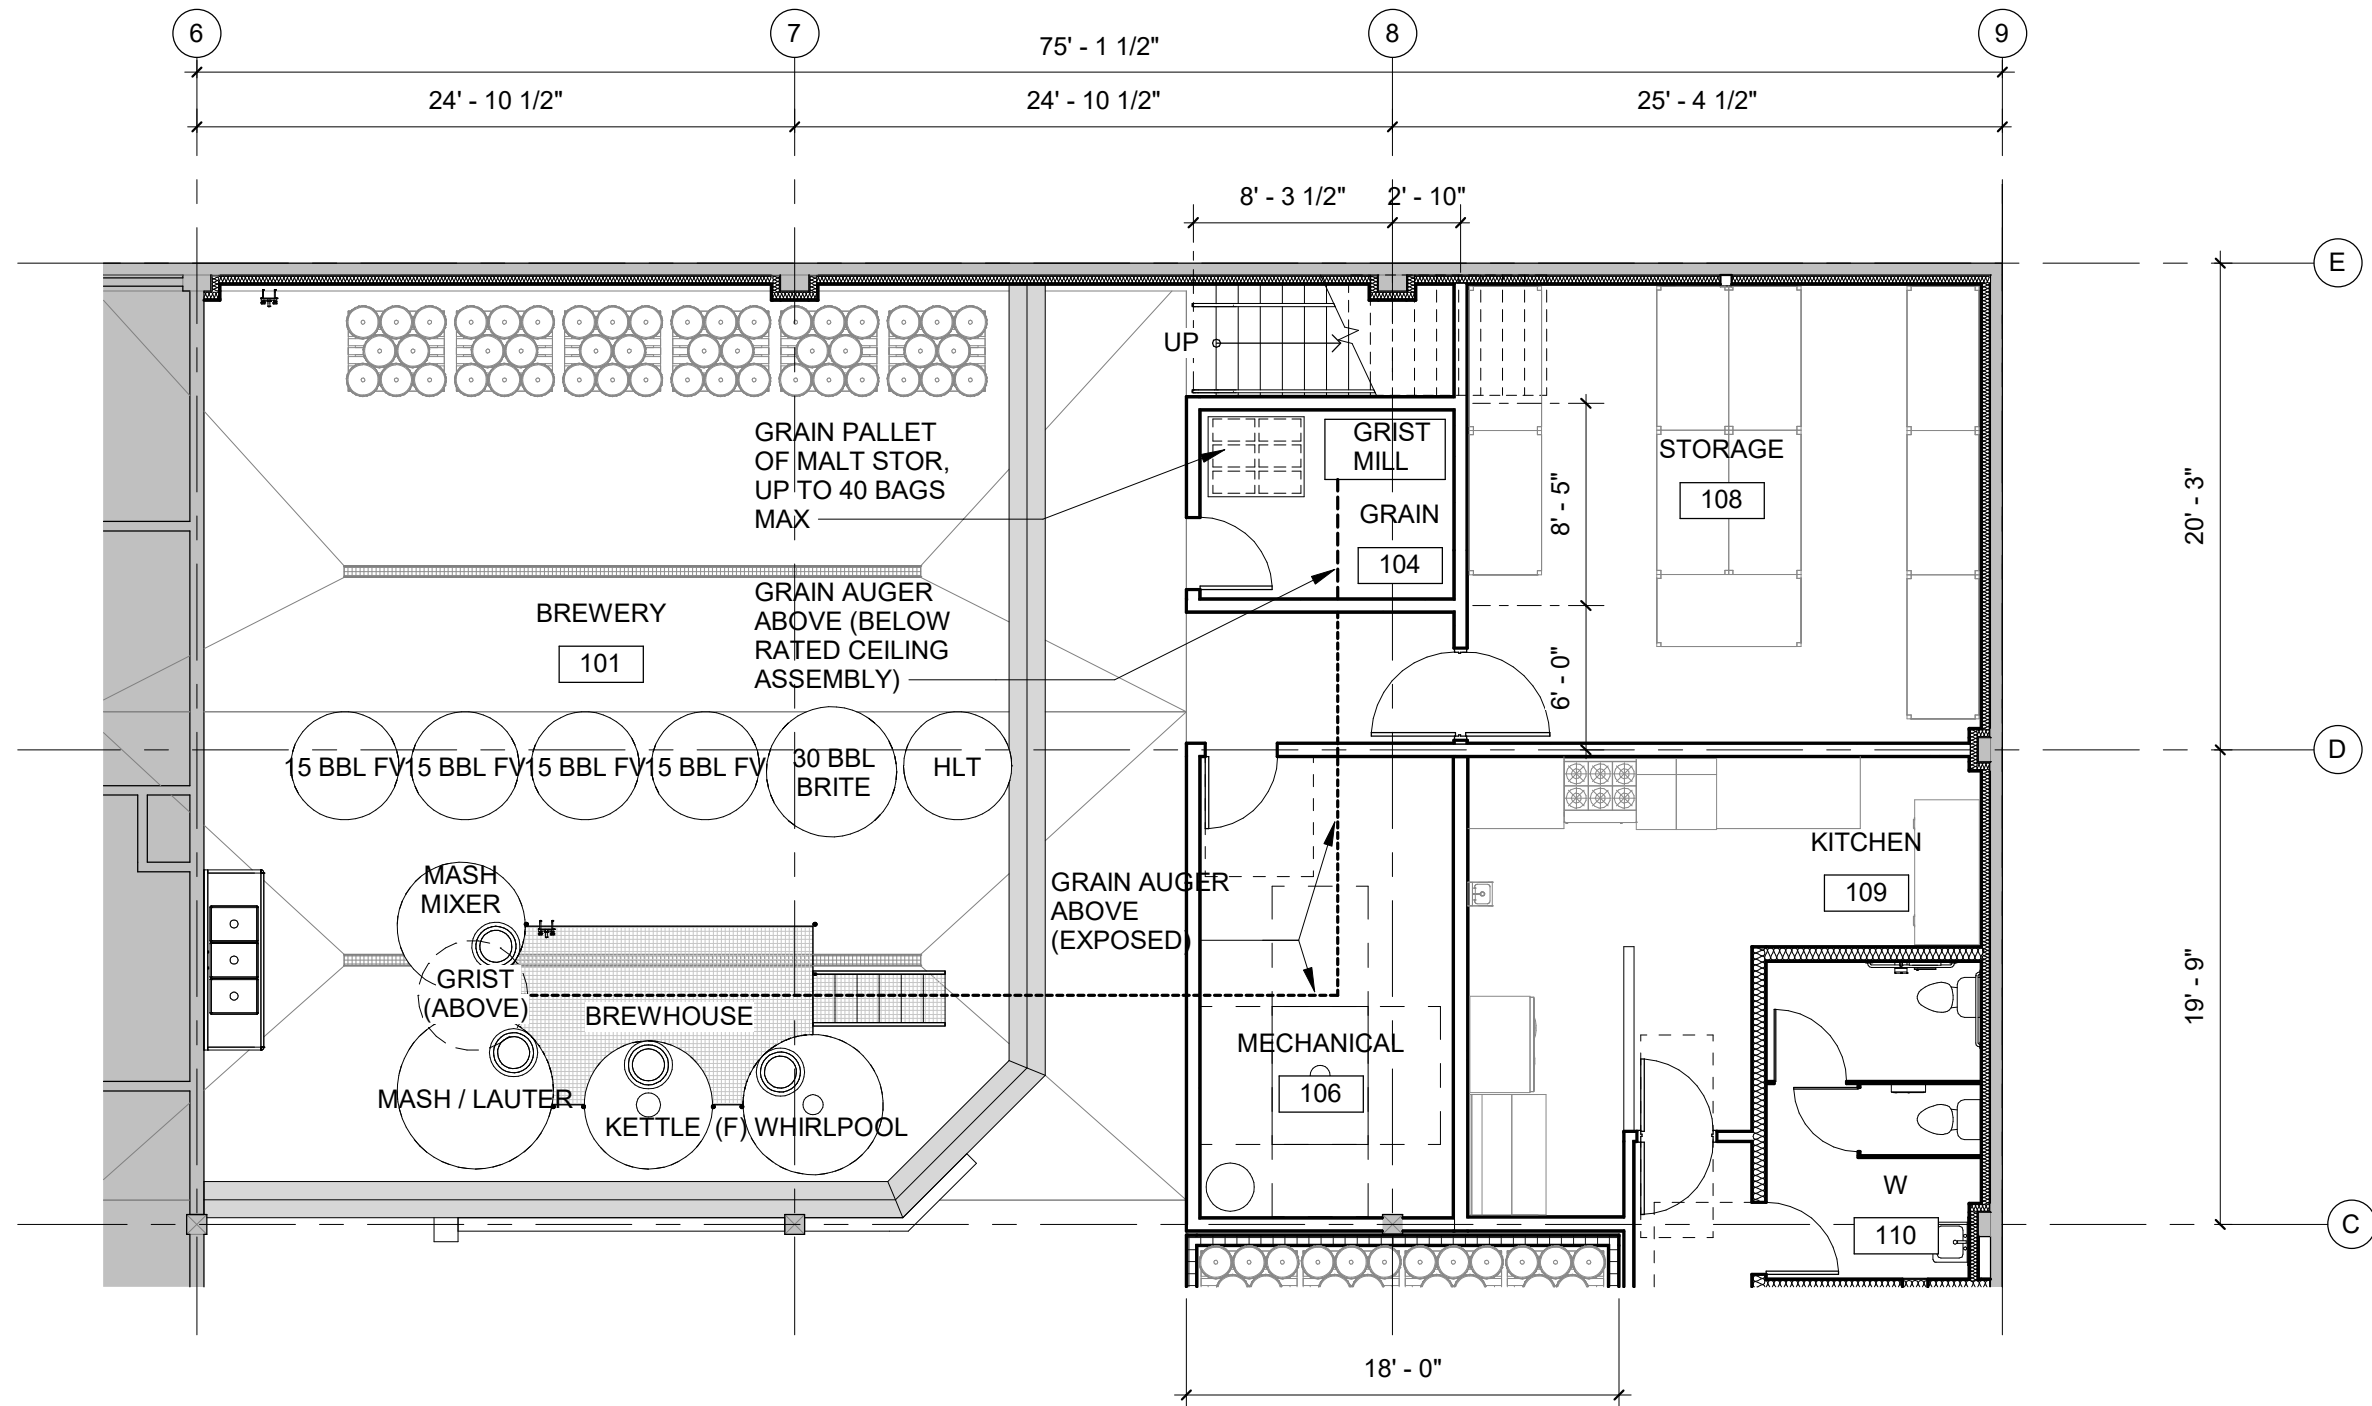 6
7
8
9
75' - 1 1/2"
24' - 10 1/2"
24' - 10 1/2"
25' - 4 1/2"
8' - 3 1/2"
2' - 10"
E
UP
GRAIN PALLET
OF MALT STOR,
UP TO 40 BAGS
MAX
GRIST
MILL
GRAIN
104
STORAGE
108
8' - 5"
20' - 3"
GRAIN AUGER
ABOVE (BELOW
RATED CEILING
ASSEMBLY)
BREWERY
101
6' - 0"
D
15 BBL FV
15 BBL FV
15 BBL FV
15 BBL FV
30 BBL
BRITE
HLT
KITCHEN
109
MASH
MIXER
GRAIN AUGER
ABOVE
(EXPOSED)
GRIST
(ABOVE)
BREWHOUSE
19' - 9"
MECHANICAL
106
MASH / LAUTER
KETTLE
(F) WHIRLPOOL
W
110
C
18' - 0"